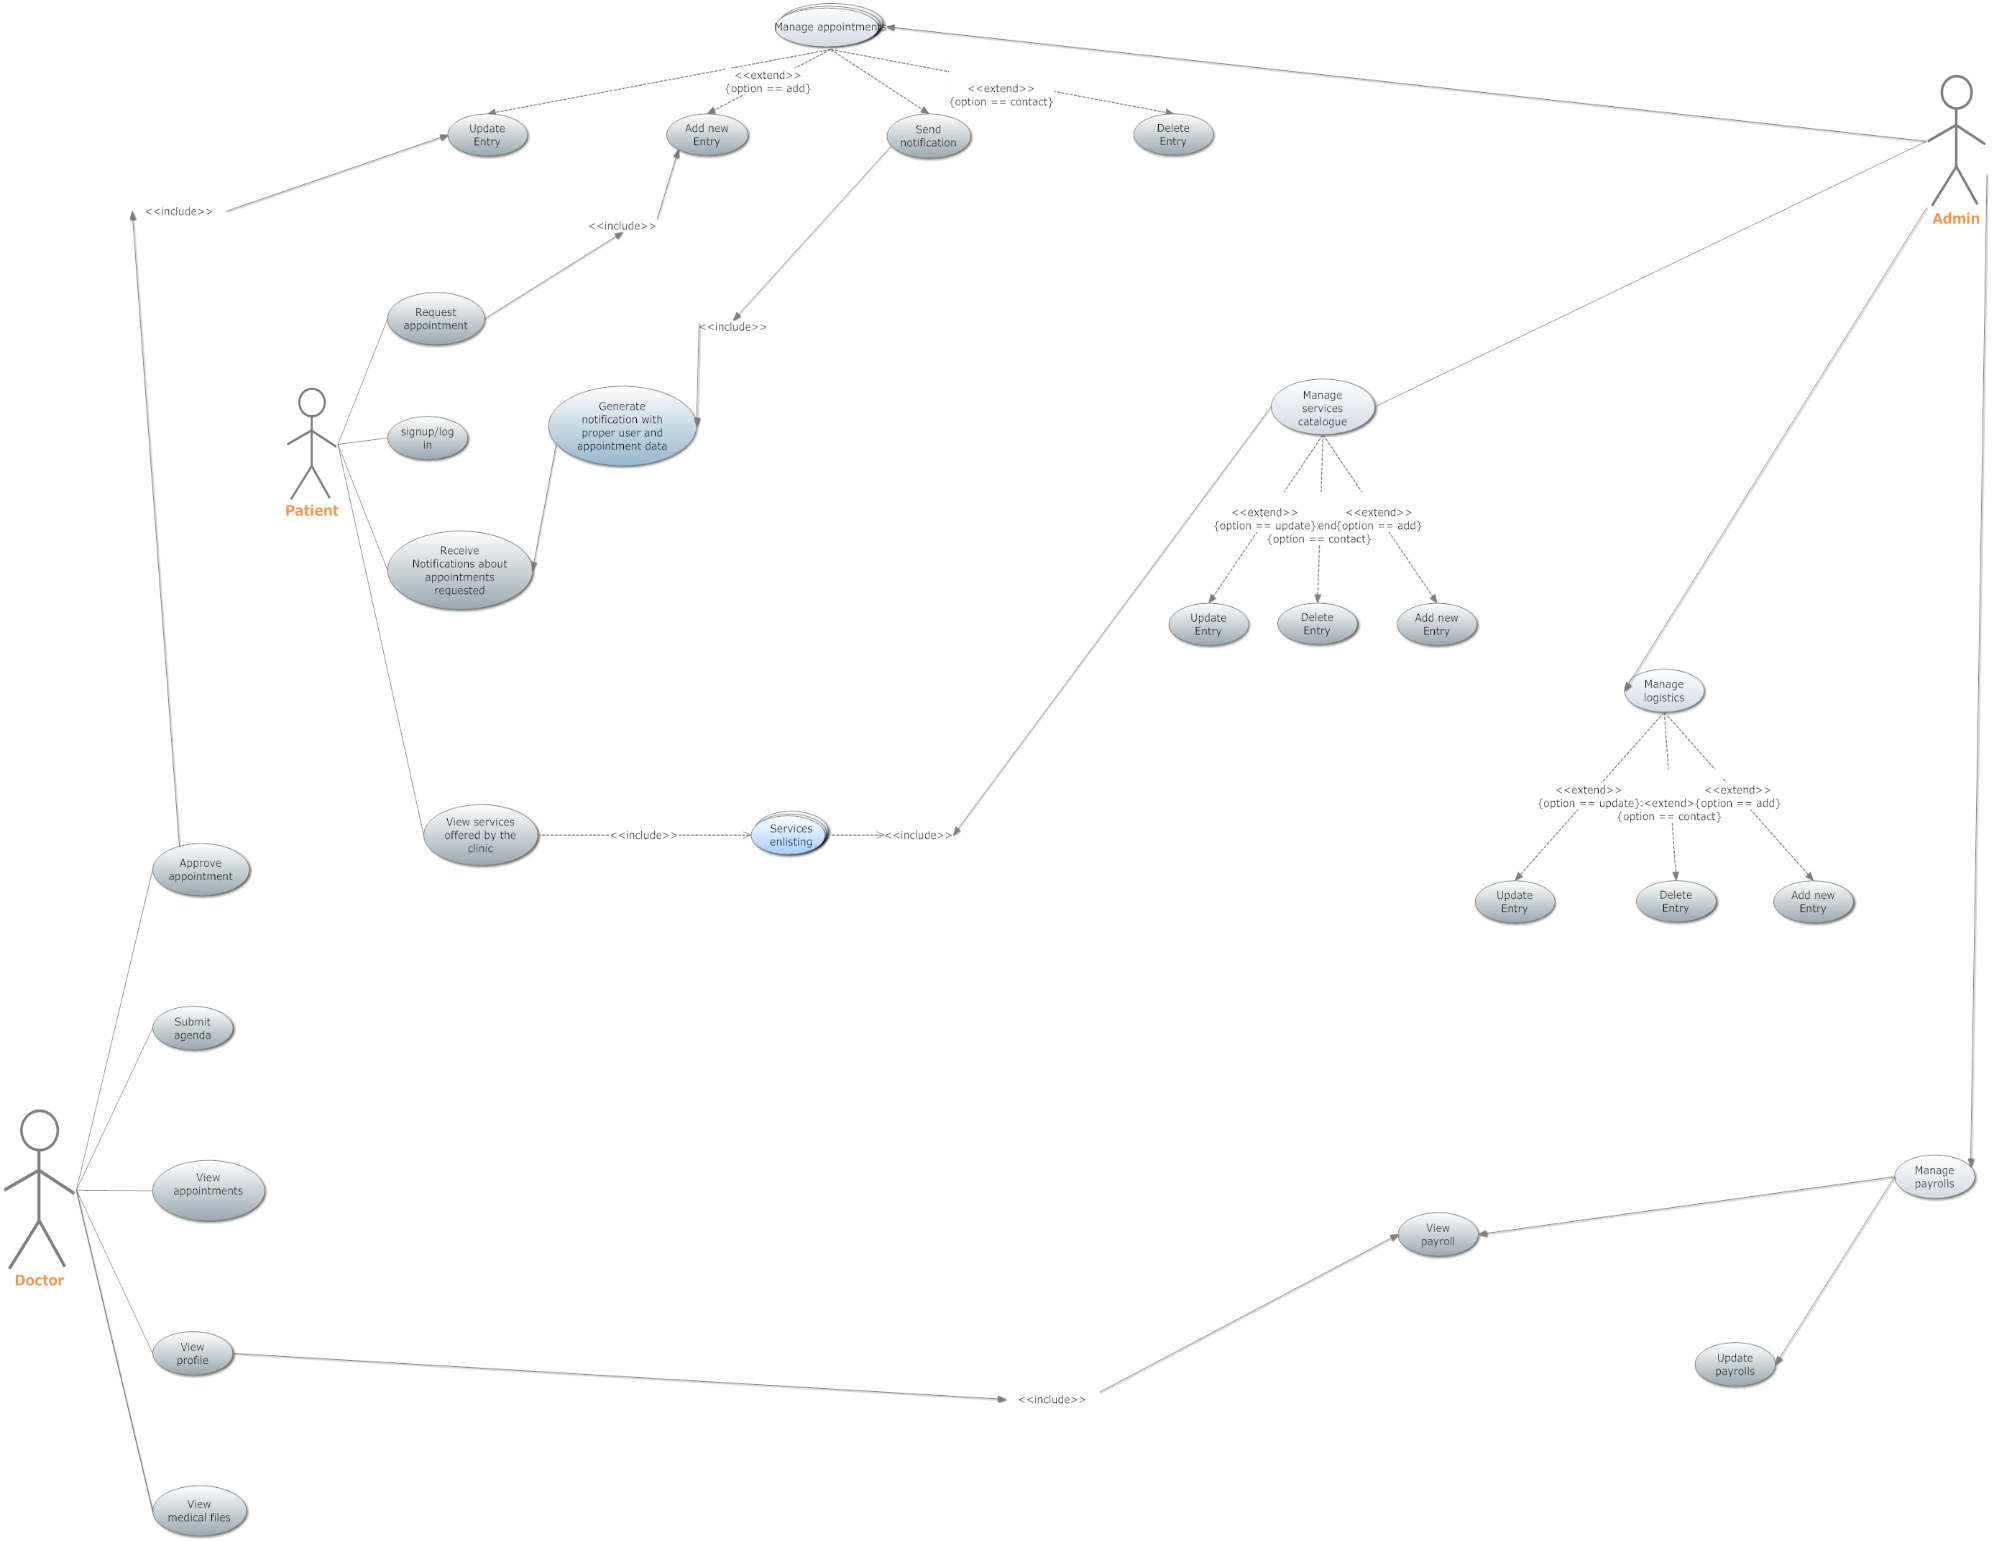 Manage appointments
<<extend>>
{option == add}
<<extend>>
{option == contact}
Update
Entry
Add new
Entry
Send
notification
Delete
Entry
Admin
<<include>>
<<include>>
Request
appointment
<<include>>
signup/log
in
Patient
Generate
notification with
proper user and
appointment data
Manage
services
catalogue
Receive
Notifications about
appointments
requested
<<extend>>
<<extend>>
{option == update}
end
{option == add}
{option == contact}
Update
Entry
Delete
Entry
Add new
Entry
Manage
logistics
<<extend>>
<<extend>>
{option == update}
<extend>
{option == add}
{option == contact}
Update
Entry
Delete
Entry
Add new
Entry
View services
offered by the
clinic
<<include>>
Services
enlisting
<<include>>
Approve
appointment
Submit
agenda
View
appointments
Doctor
View
profile
View
medical files
<<include>>
View
payroll
Manage
payrolls
Update
payrolls